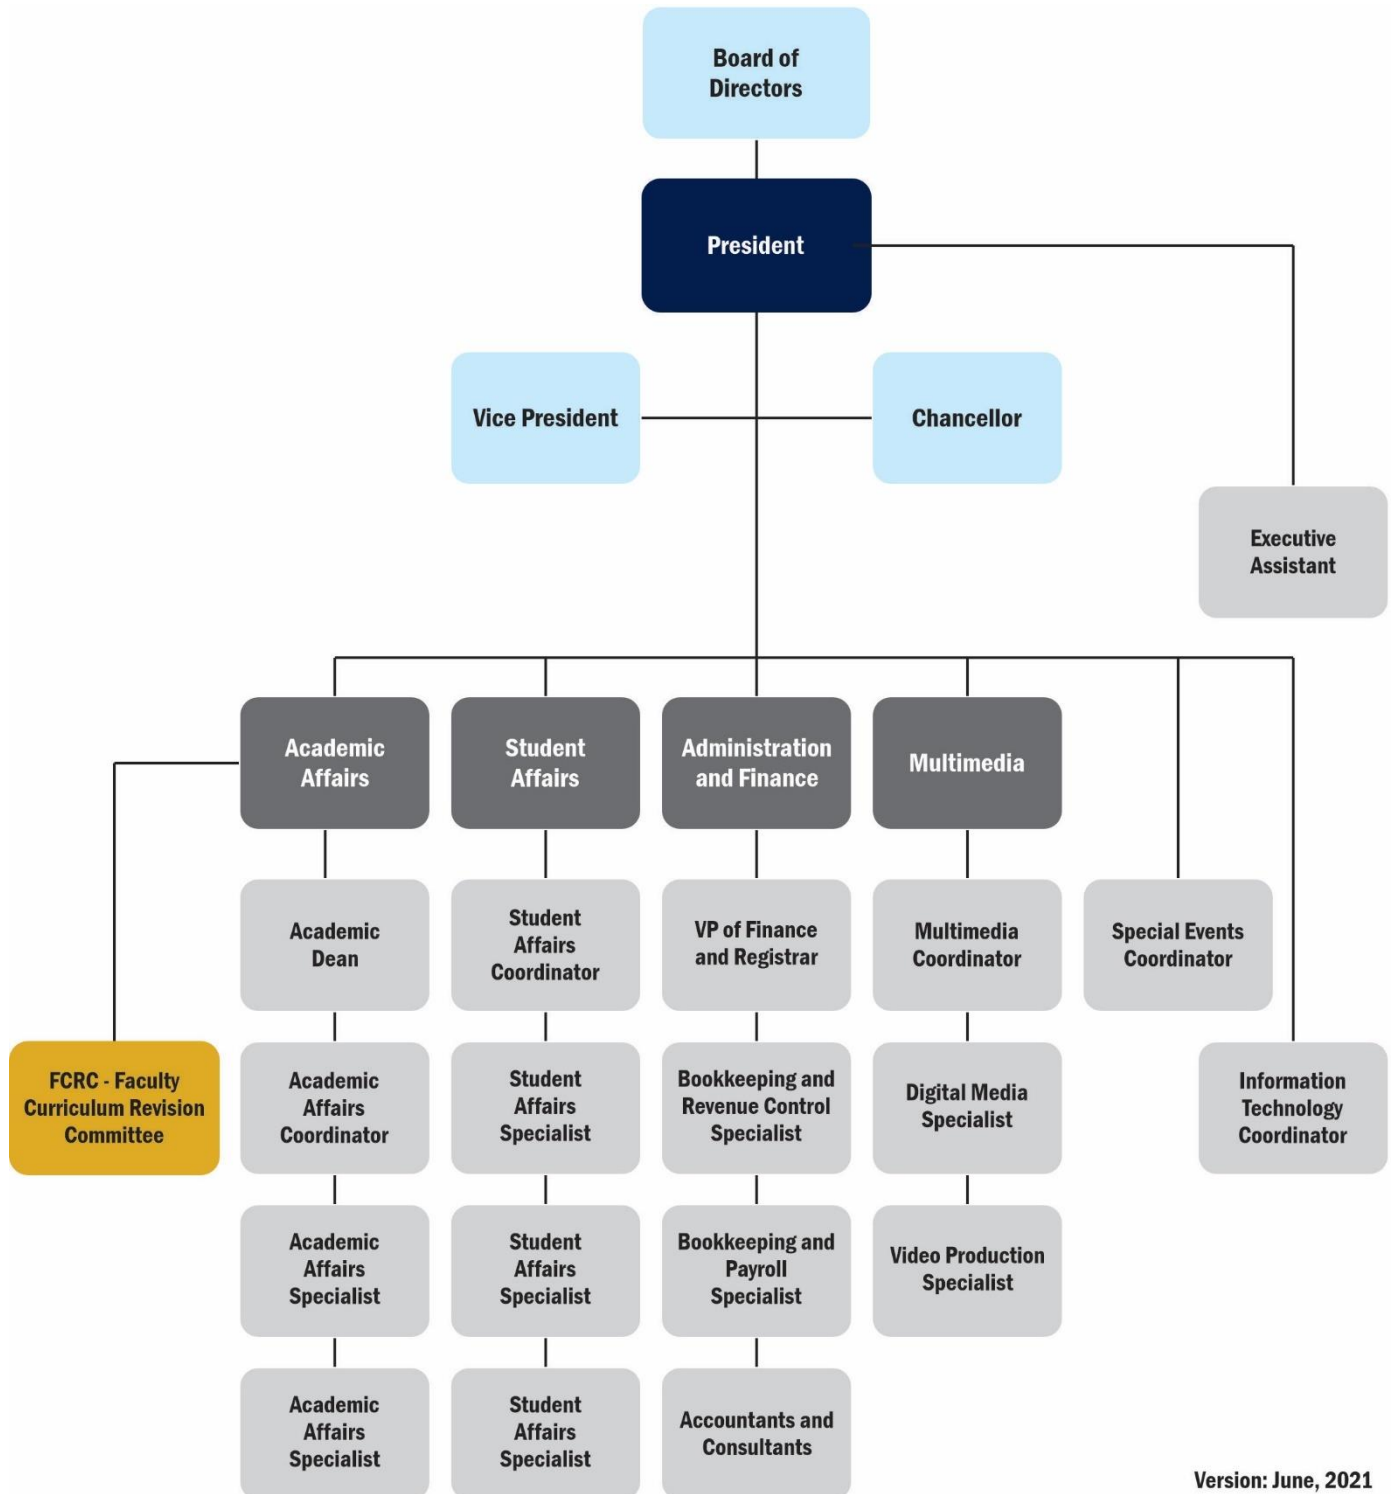 Board of
Directors
President
Vice President
Chancellor
Executive
Assistant
Academic
Affairs
Student
Affairs
Administration
and Finance
Multimedia
Academic
Dean
Student
Affairs
Coordinator
VP of Finance
and Registrar
Multimedia
Coordinator
Special Events
Coordinator
FCRC - Faculty
Curriculum Revision
Committee
Academic
Affairs
Coordinator
Student
Affairs
Specialist
Bookkeeping and
Revenue Control
Specialist
Digital Media
Specialist
Information
Technology
Coordinator
Academic
Affairs
Specialist
Student
Affairs
Specialist
Bookkeeping and
Payroll
Specialist
Video Production
Specialist
Academic
Affairs
Specialist
Student
Affairs
Specialist
Accountants and
Consultants
Version: June, 2021